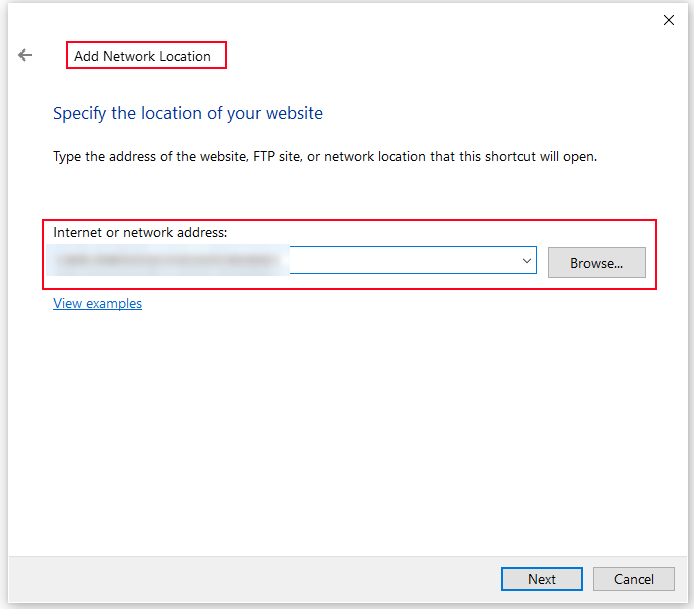 Add Network Location
Specify the location of your website
Type the address of the website, FTP site, or network location that this shortcut will open.
Internet or network address:
Browse...
View examples
Next
Cancel